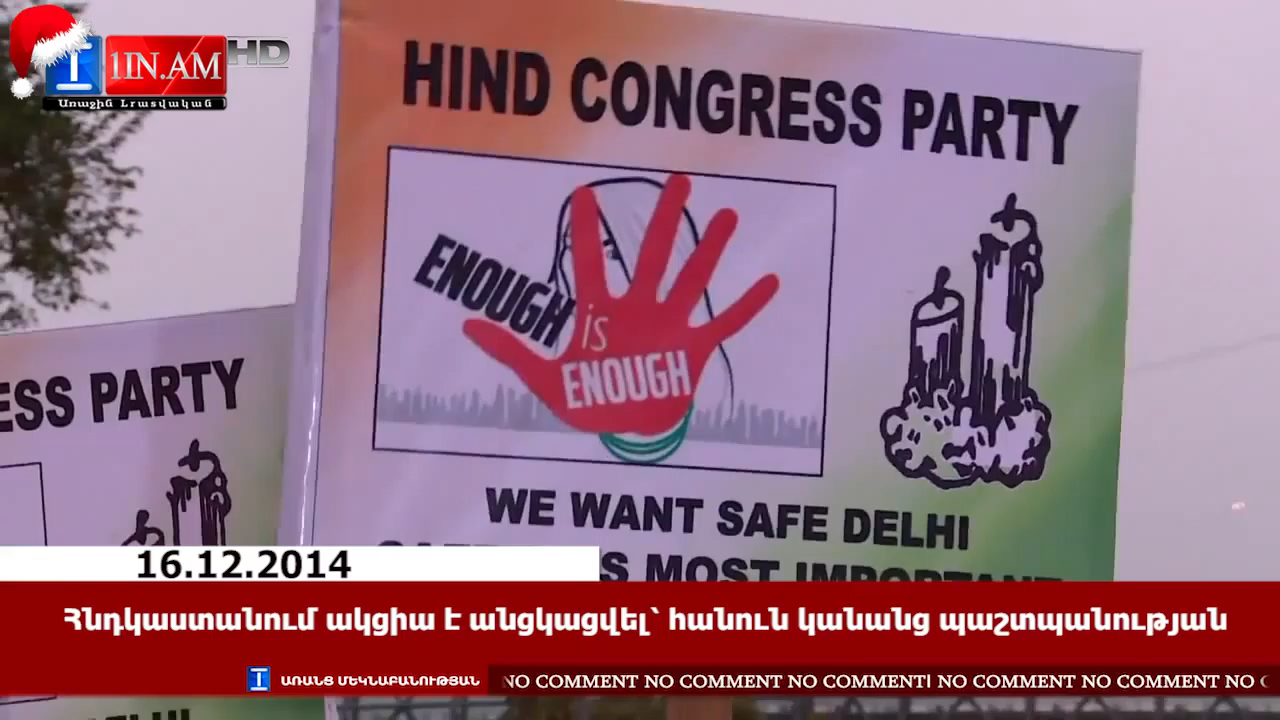 1IN.AM HD
Առաջին Լրատվական
HIND CONGRESS PARTY
ENOUGH
is
ENOUGH
WE WANT SAFE DELHI
MOST IMPORTANT
ESS PARTY
16.12.2014
Հնդկաստանում ակցիա է անցկացվել՝ հանուն կանանց պաշտպանության
ԱՌԱՆՑ ՄԵԿՆԱԲԱՆՈՒԹՅԱՆ NO COMMENT NO COMMENT NO COMMENT| NO COMMENT NO COMMENT NO C